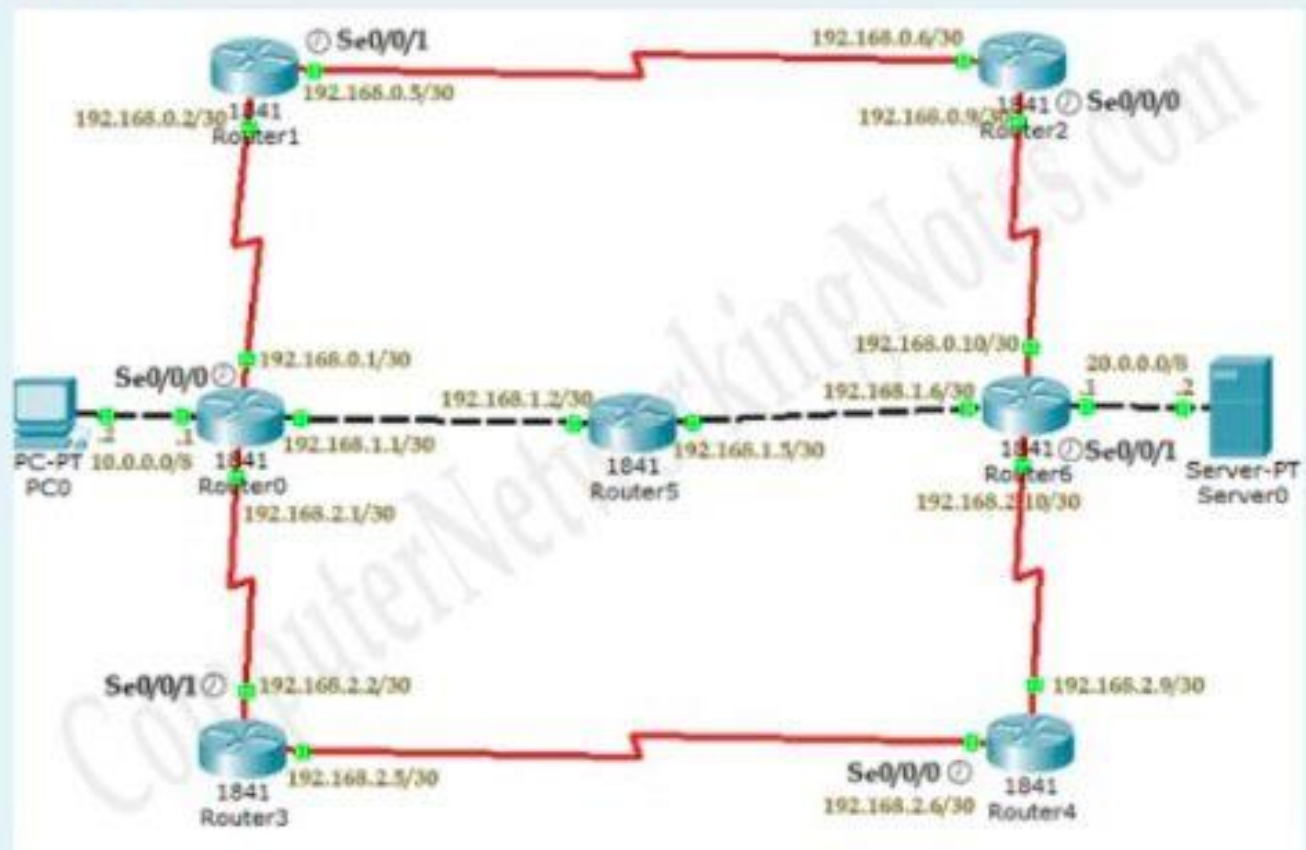 Se0/0/1
192.168.0.6/30
192.168.0.5/30
192.168.0.2/30
1841
Router1
1841
Se0/0/0
192.168.0.9/30
Router2
192.168.0.1/30
Se0/0/0
192.168.0.10/30
20.0.0.0/8
192.168.1.2/30
192.168.1.6/30
.1
.2
.2
.1
192.168.1.1/30
192.168.1.5/30
PC-PT
PC0
10.0.0.0/8
1841
Router0
1841
Router5
1841
Se0/0/1
Router6
Server-PT
Server0
192.168.2.1/30
192.168.2.10/30
Se0/0/1
192.168.2.2/30
192.168.2.9/30
1841
Router3
192.168.2.5/30
Se0/0/0
192.168.2.6/30
1841
Router4
ComputerNetworkingNotes.com